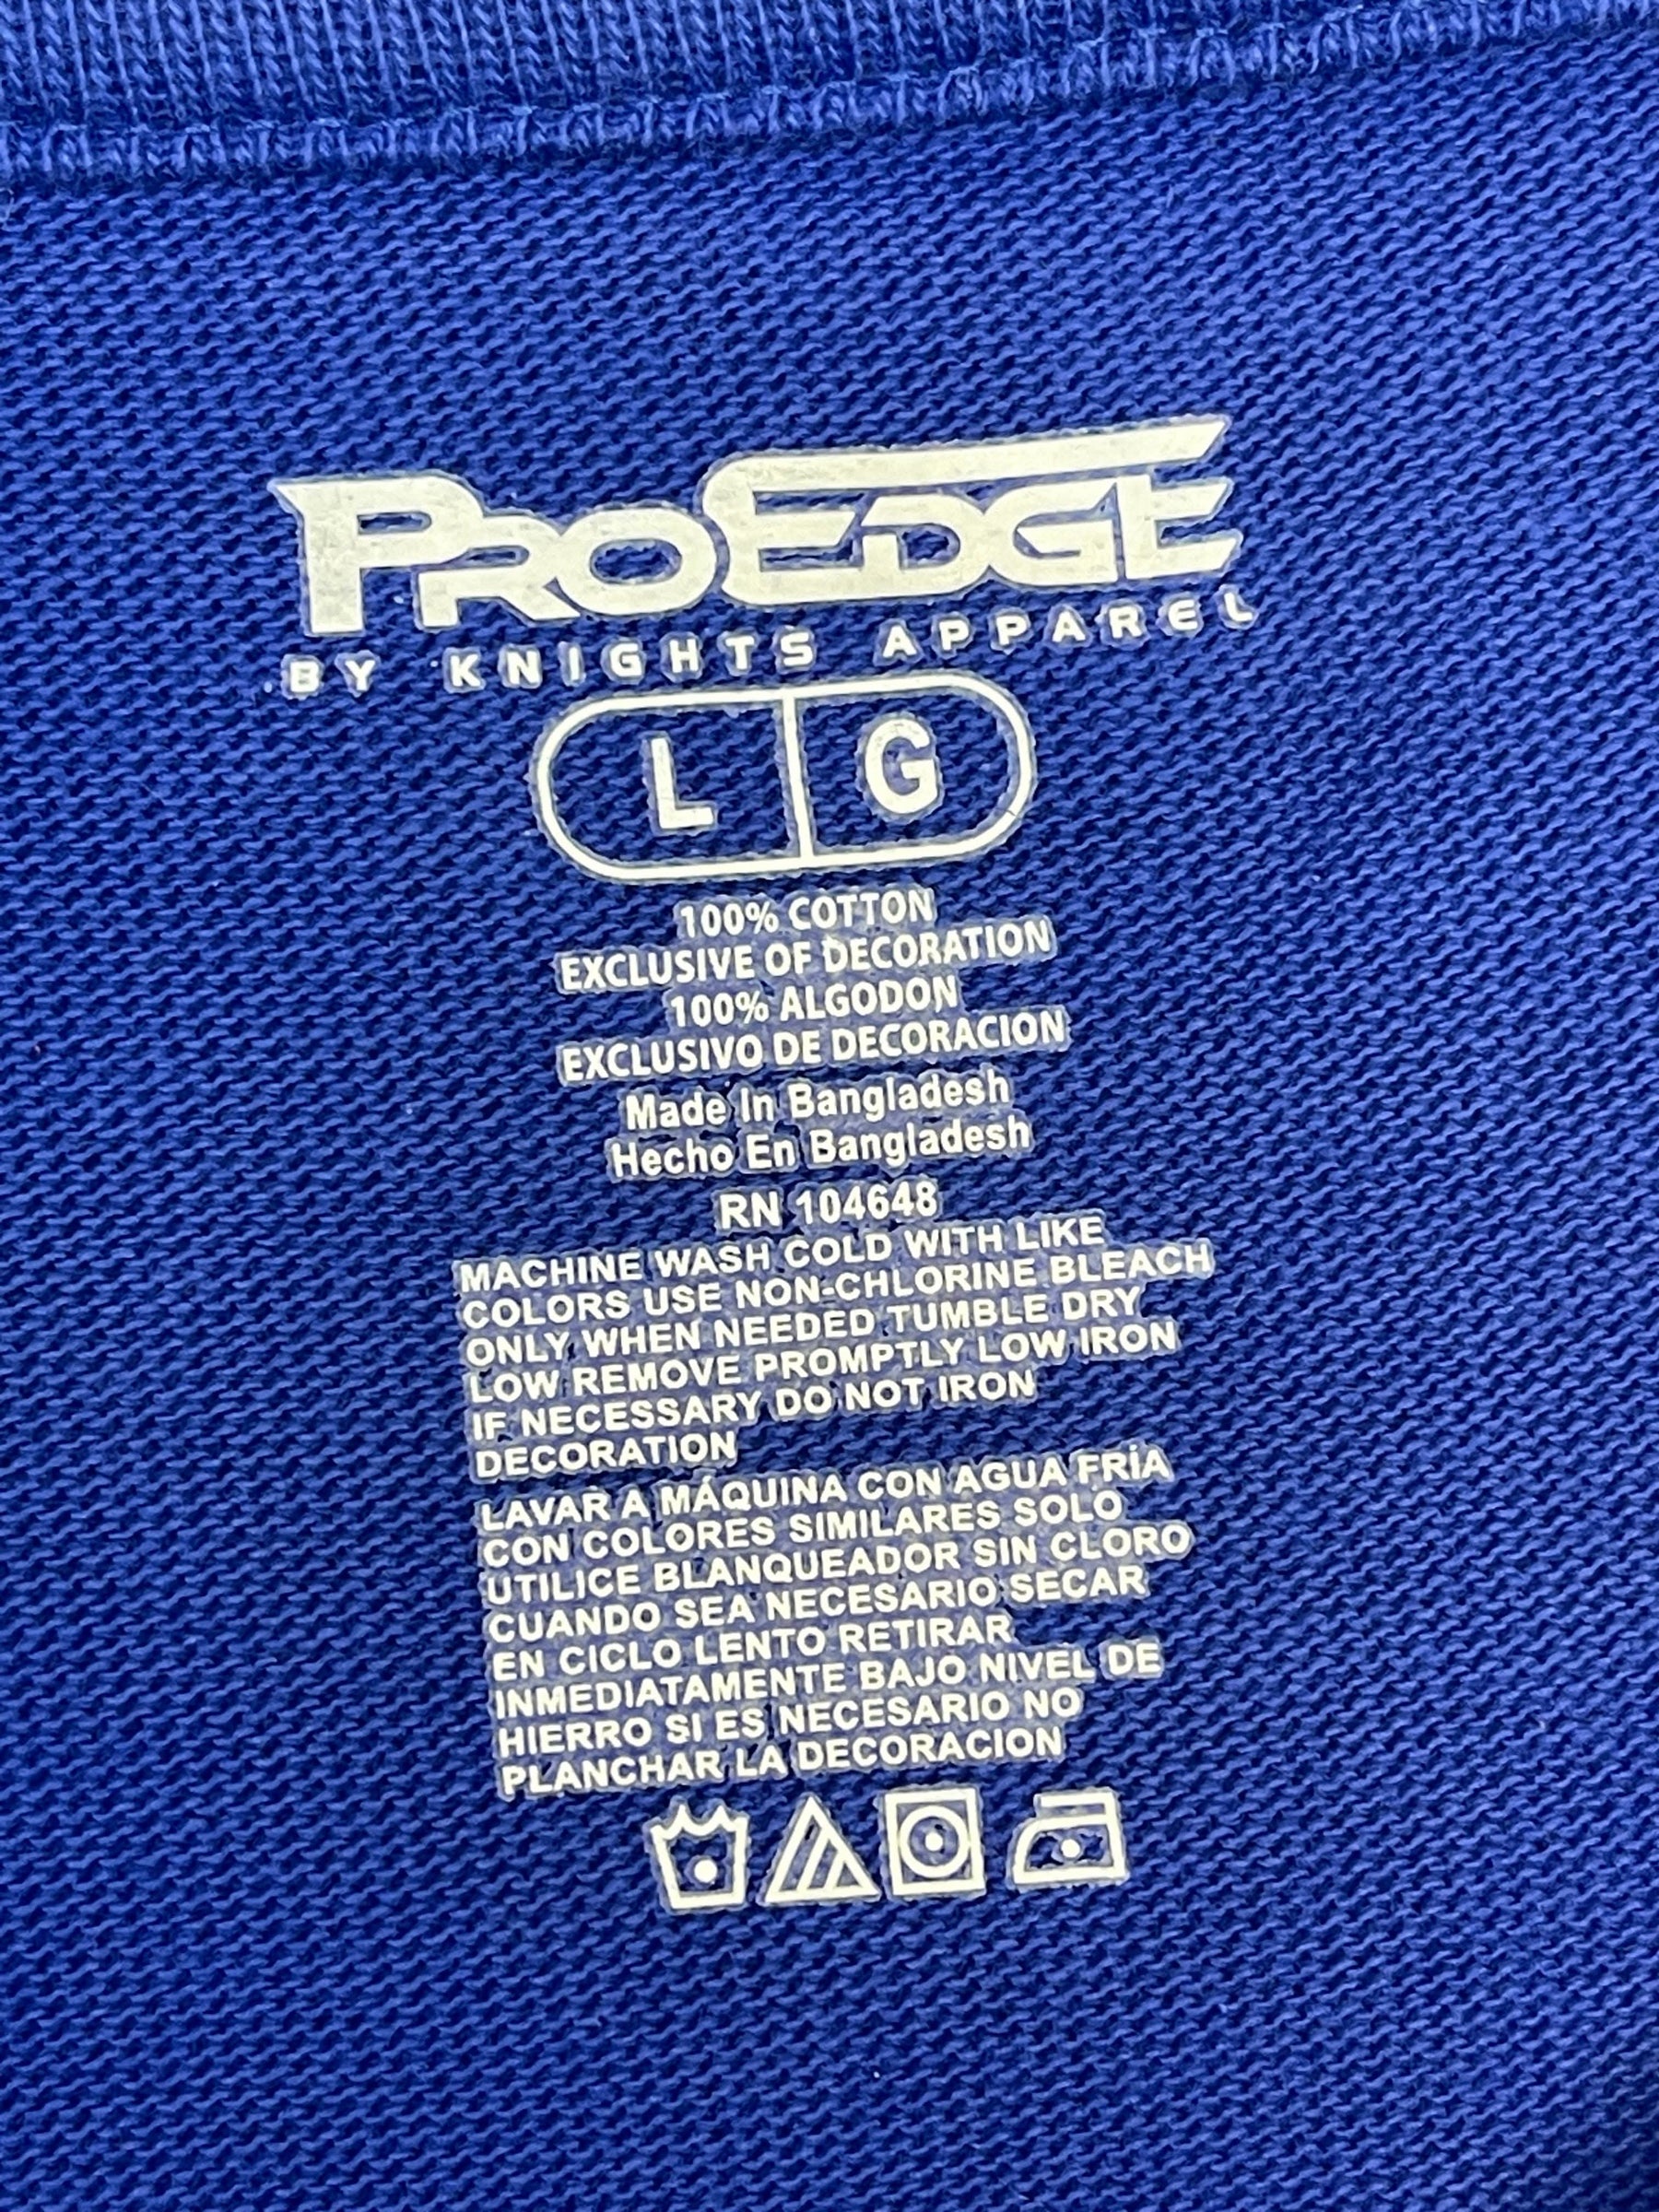 PROEDGE
BY KNIGHTS APPAREL
L G
100% COTTON
EXCLUSIVE OF DECORATION
100% ALGODON
EXCLUSIVO DE DECORACION
Made In Bangladesh
Hecho En Bangladesh
RN 104648
MACHINE WASH COLD WITH LIKE
COLORS USE NON-CHLORINE BLEACH
ONLY WHEN NEEDED TUMBLE DRY
LOW REMOVE PROMPTLY LOW IRON
IF NECESSARY DO NOT IRON
DECORATION
LAVAR A MÁQUINA CON AGUA FRÍA
CON COLORES SIMILARES SOLO
UTILICE BLANQUEADOR SIN CLORO
CUANDO SEA NECESARIO SECAR
EN CICLO LENTO RETIRAR
INMEDIATAMENTE BAJO NIVEL DE
HIERRO SI ES NECESARIO NO
PLANCHAR LA DECORACION